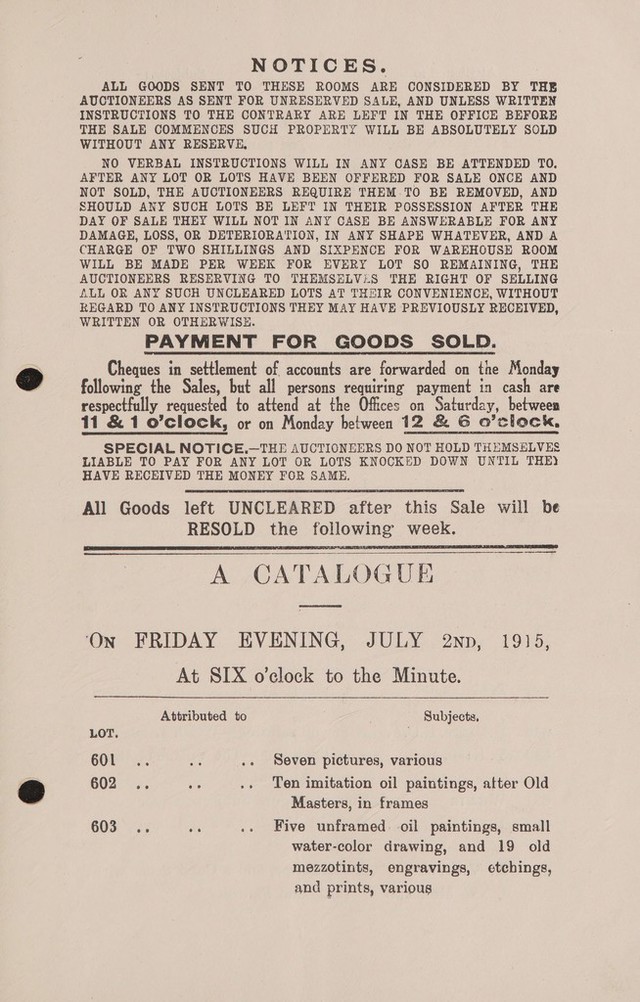 NOTICES.
ALL GOODS SENT TO THESE ROOMS ARE CONSIDERED BY THE
AUCTIONEERS AS SENT FOR UNRESERVED SALE, AND UNLESS WRITTEN
INSTRUCTIONS TO THE CONTRARY ARE LEFT IN THE OFFICE BEFORE
THE SALE COMMENCES SUCH PROPERTY WILL BE ABSOLUTELY SOLD
WITHOUT ANY RESERVE.
NO VERBAL INSTRUCTIONS WILL IN ANY CASE BE ATTENDED TO.
AFTER ANY LOT OR LOTS HAVE BEEN OFFERED FOR SALE ONCE AND
NOT SOLD, THE AUCTIONEERS REQUIRE THEM TO BE REMOVED, AND
SHOULD ANY SUCH LOTS BE LEFT IN THEIR POSSESSION AFTER THE
DAY OF SALE THEY WILL NOT IN ANY CASE BE ANSWERABLE FOR ANY
DAMAGE, LOSS, OR DETERIORATION, IN ANY SHAPE WHATEVER, AND A
CHARGE OF TWO SHILLINGS AND SIXPENCE FOR WAREHOUSE ROOM
WILL BE MADE PER WEEK FOR EVERY LOT SO REMAINING, THE
AUCTIONEERS RESERVING TO THEMSELVES THE RIGHT OF SELLING
ALL OR ANY SUCH UNCLEARED LOTS AT THEIR CONVENIENCE, WITHOUT
REGARD TO ANY INSTRUCTIONS THEY MAY HAVE PREVIOUSLY RECEIVED,
WRITTEN OR OTHERWISE.
PAYMENT FOR GOODS SOLD.
Cheques in settlement of accounts are forwarded on the Monday
following the Sales, but all persons requiring payment in cash are
respectfully requested to attend at the Offices on Saturday, between
11 & 1 o'clock, or on Monday between 12 & 6 o'clock.
SPECIAL NOTICE.—THE AUCTIONEERS DO NOT HOLD THEMSELVES
LIABLE TO PAY FOR ANY LOT OR LOTS KNOCKED DOWN UNTIL THEY
HAVE RECEIVED THE MONEY FOR SAME.
All Goods left UNCLEARED after this Sale will be
RESOLD the following week.
A CATALOGUE
ON FRIDAY EVENING, JULY 2ND, 1915,
At SIX o'clock to the Minute.
Attributed to Subjects.
LOT.
601 .. .. .. Seven pictures, various
602 .. .. .. Ten imitation oil paintings, after Old
Masters, in frames
603 .. .. .. Five unframed oil paintings, small
water-color drawing, and 19 old
mezzotints, engravings, etchings,
and prints, various